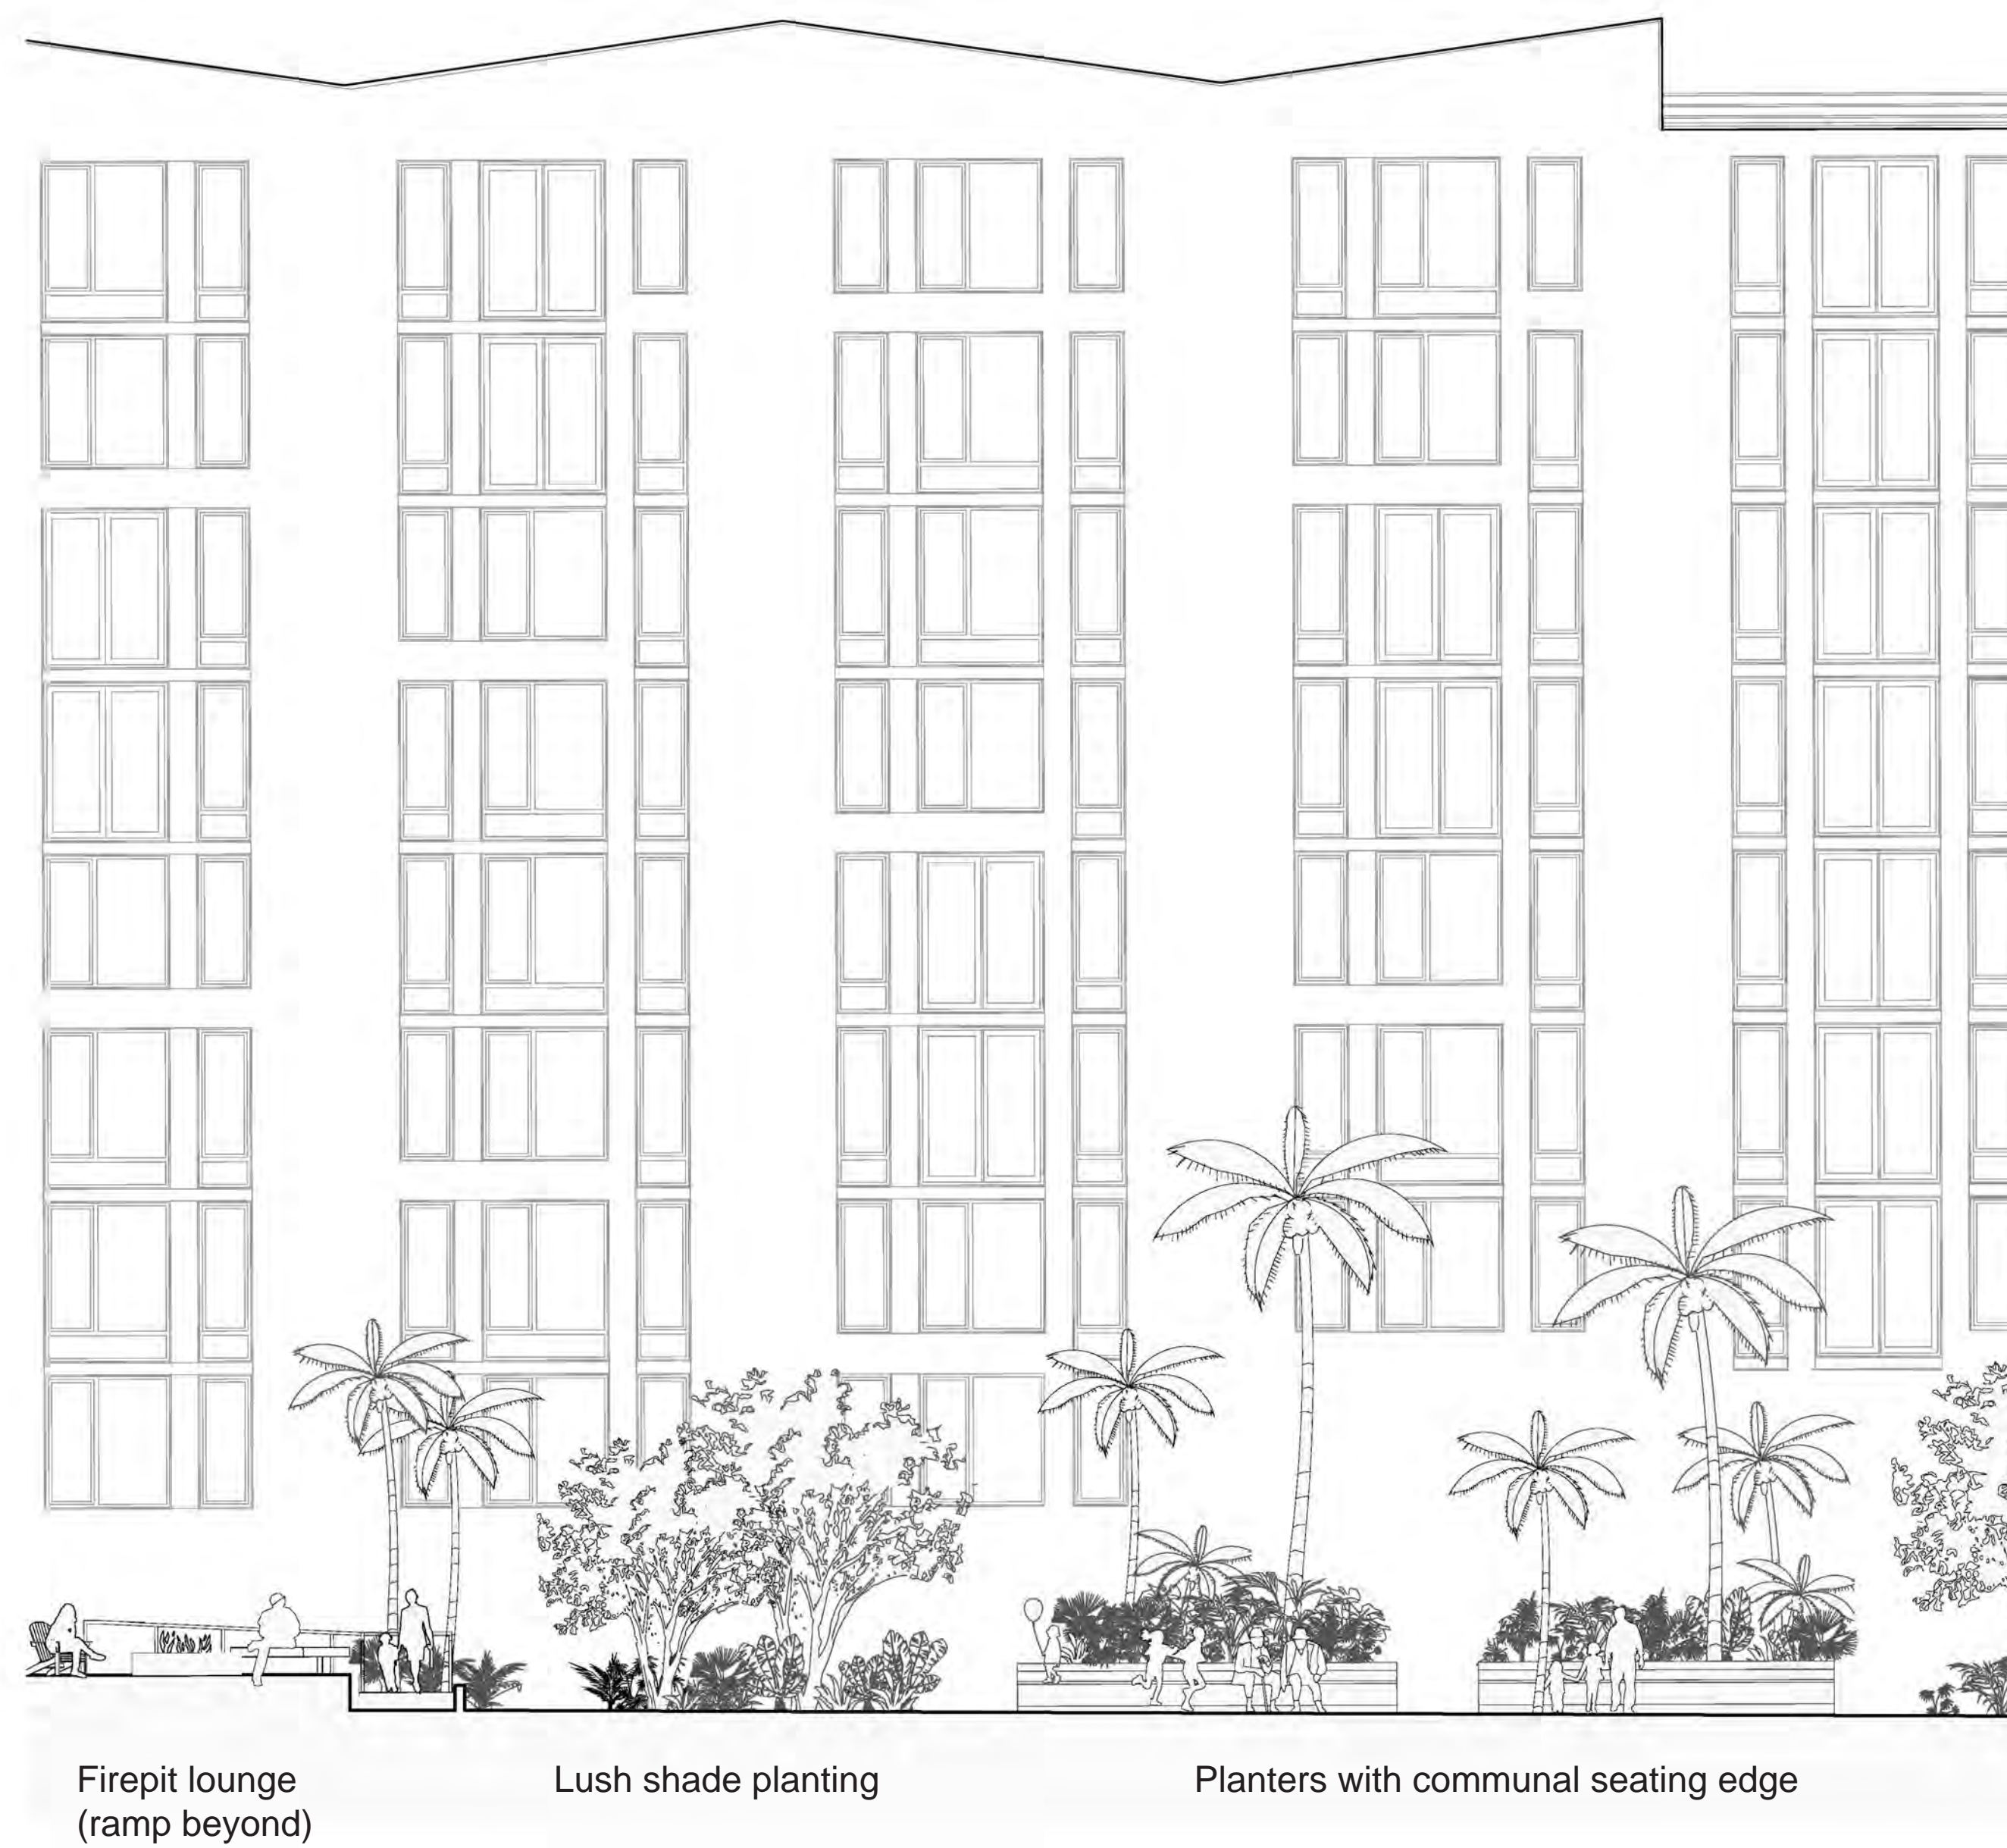 Firepit lounge
(ramp beyond)
Lush shade planting
Planters with communal seating edge